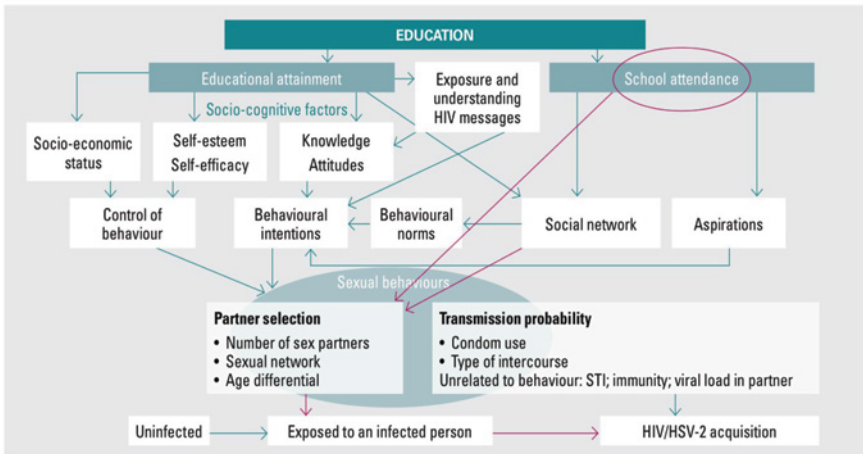 EDUCATION
Educational attainment
School attendance
Exposure and
understanding
HIV messages
Socio-cognitive factors
Socio-economic
status
Self-esteem
Self-efficacy
Knowledge
Attitudes
Control of
behaviour
Behavioural
intentions
Behavioural
norms
Social network
Aspirations
Sexual behaviours
Partner selection
• Number of sex partners
• Sexual network
• Age differential
Transmission probability
• Condom use
• Type of intercourse
Unrelated to behaviour: STI; immunity; viral load in partner
Uninfected
Exposed to an infected person
HIV/HSV-2 acquisition